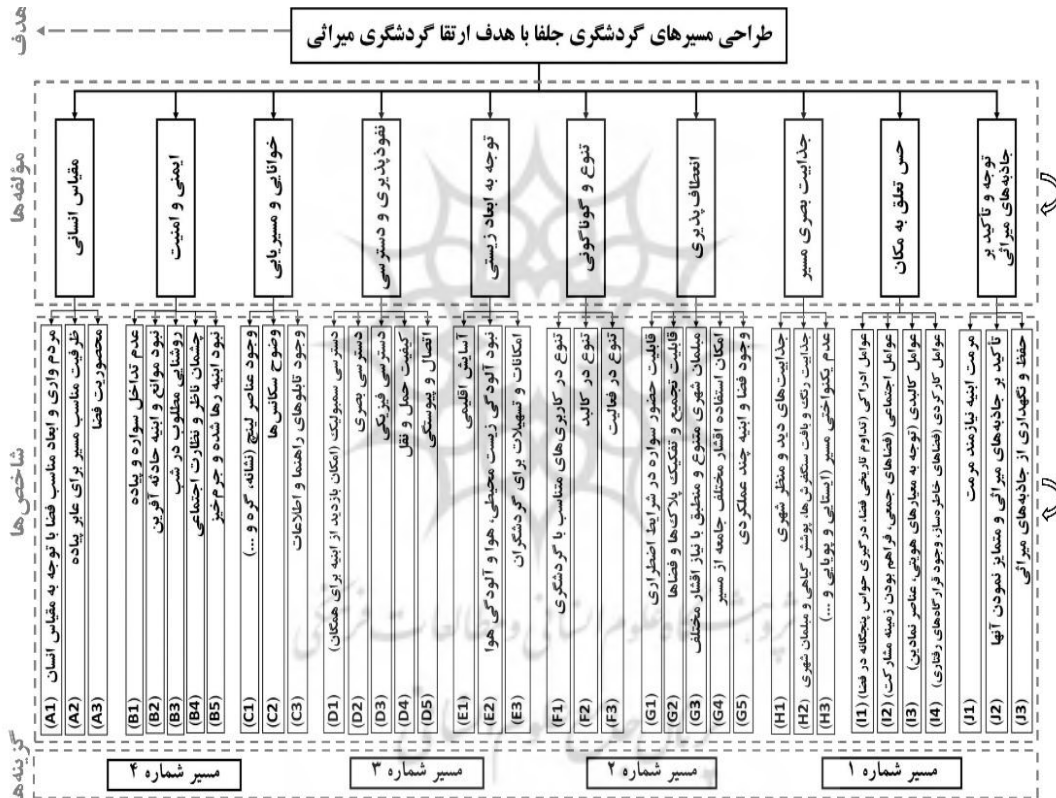 طراحی مسیرهای گردشگری جلفا با هدف ارتقا گردشگری میراثی
هدف
مؤلفه‌ها
توجه و تأکید بر
جاذبه‌های میراثی
حس تعلق به مکان
جذابیت بصری مسیر
انعطاف‌پذیری
تنوع و گوناگونی
توجه به ابعاد زیستی
نفوذپذیری و دسترسی
خوانایی و مسیریابی
ایمنی و امنیت
مقیاس انسانی
شاخص‌ها
حفظ و نگهداری از جاذبه‌های میراثی (J3)
تأکید بر جاذبه‌های میراثی و متمایز نمودن آنها (J2)
مرمت ابنیه نیازمند مرمت (J1)
عوامل کارکردی (فضاهای خاطره‌ساز، وجود قرارگاه‌های رفتاری) (I4)
عوامل کالبدی (توجه به معیارهای هویتی، عناصر نمادین) (I3)
عوامل اجتماعی (فضاهای جمعی، فراهم بودن زمینه مشارکت) (I2)
عوامل ادراکی (تداوم تاریخی فضا، درگیری حواس پنجگانه در فضا) (I1)
عدم یکنواختی مسیر (ایستایی و پویایی و ...) (H3)
جذابیت رنگ و بافت سنگفرش‌ها، پوشش گیاهی و مبلمان شهری (H2)
جذابیت‌های دید و منظر شهری (H1)
وجود فضا و ابنیه چند عملکردی (G5)
امکان استفاده اقشار مختلف جامعه از مسیر (G4)
مبلمان شهری متنوع و منطبق با نیاز اقشار مختلف (G3)
قابلیت تجمیع و تفکیک پلاک‌ها و فضاها (G2)
قابلیت حضور سواره در شرایط اضطراری (G1)
تنوع در فعالیت (F3)
تنوع در کالبد (F2)
تنوع در کاربری‌های متناسب با گردشگری (F1)
امکانات و تسهیلات برای گردشگران (E3)
نبود آلودگی زیست محیطی، هوا و آلودگی هوا (E2)
آسایش اقلیمی (E1)
اتصال و پیوستگی (D5)
کیفیت حمل و نقل (D4)
دسترسی فیزیکی (D3)
دسترسی بصری (D2)
دسترسی سمبولیک (امکان بازدید از ابنیه برای همگان) (D1)
وجود تابلوهای راهنما و اطلاعات (C3)
وضوح سکانس‌ها (C2)
وجود عناصر لینچ (نشانه، گره و ...) (C1)
نبود ابنیه رها شده و جرم‌خیز (B5)
چشمان ناظر و نظارت اجتماعی (B4)
روشنایی مطلوب در شب (B3)
نبود موانع و ابنیه حادثه آفرین (B2)
عدم تداخل سواره و پیاده (B1)
محصوریت فضا (A3)
ظرفیت مناسب مسیر برای عابر پیاده (A2)
مردم واری و ابعاد مناسب فضا با توجه به مقیاس انسان (A1)
گزینه ها
مسیر شماره ۱
مسیر شماره ۲
مسیر شماره ۳
مسیر شماره ۴
پژوهشگاه علوم انسانی و مطالعات فرهنگی
پرتال جامع علوم انسانی